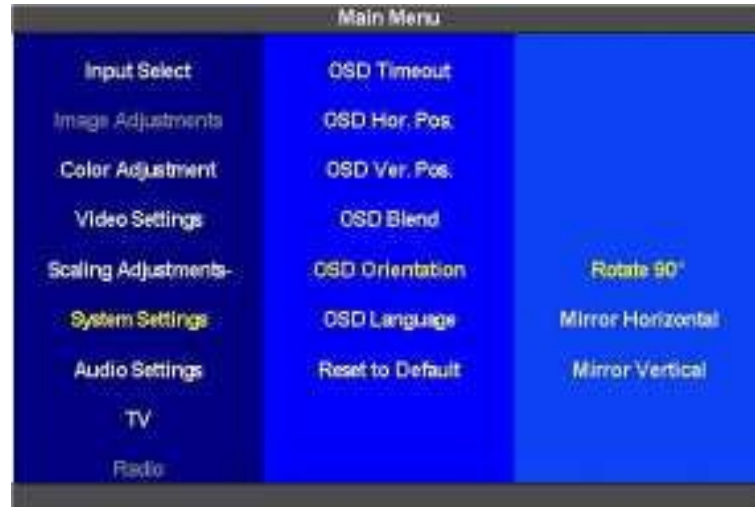 Main Menu
Input Select
Image Adjustments
Color Adjustment
Video Settings
Scaling Adjustments-
System Settings
Audio Settings
TV
Radio
OSD Timeout
OSD Hor. Pos.
OSD Ver. Pos.
OSD Blend
OSD Orientation
OSD Language
Reset to Default
Rotate 90°
Mirror Horizontal
Mirror Vertical